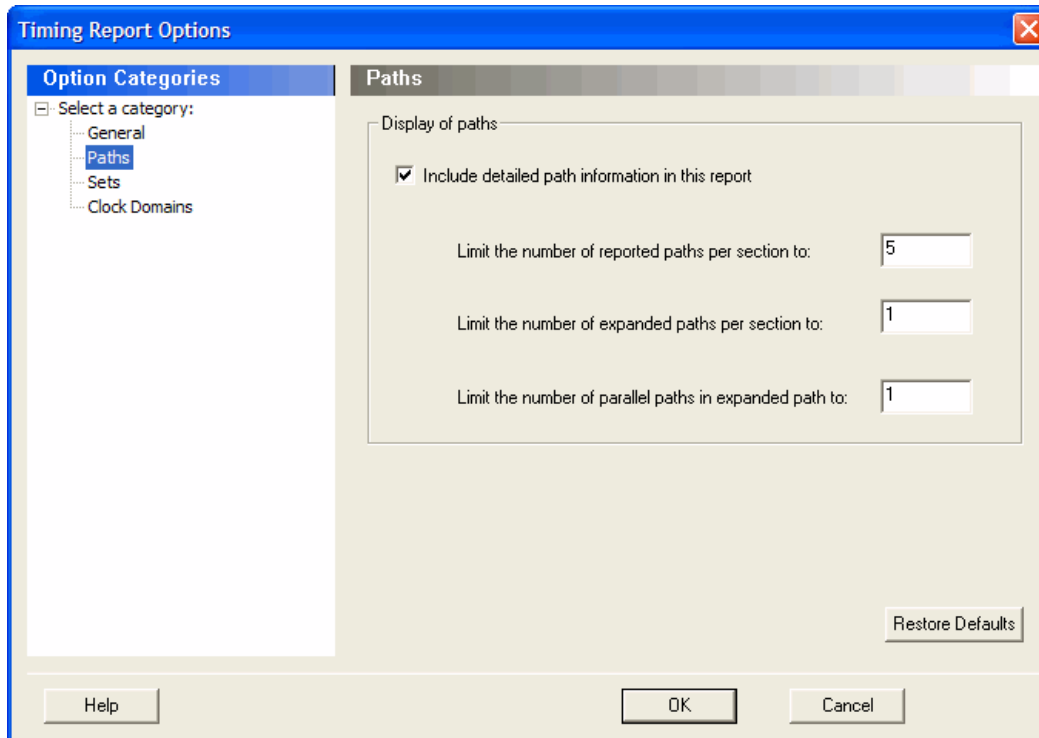 Timing Report Options
Option Categories
Select a category:
General
Paths
Sets
Clock Domains
Paths
Display of paths
Include detailed path information in this report
Limit the number of reported paths per section to: 5
Limit the number of expanded paths per section to: 1
Limit the number of parallel paths in expanded path to: 1
Restore Defaults
Help OK Cancel